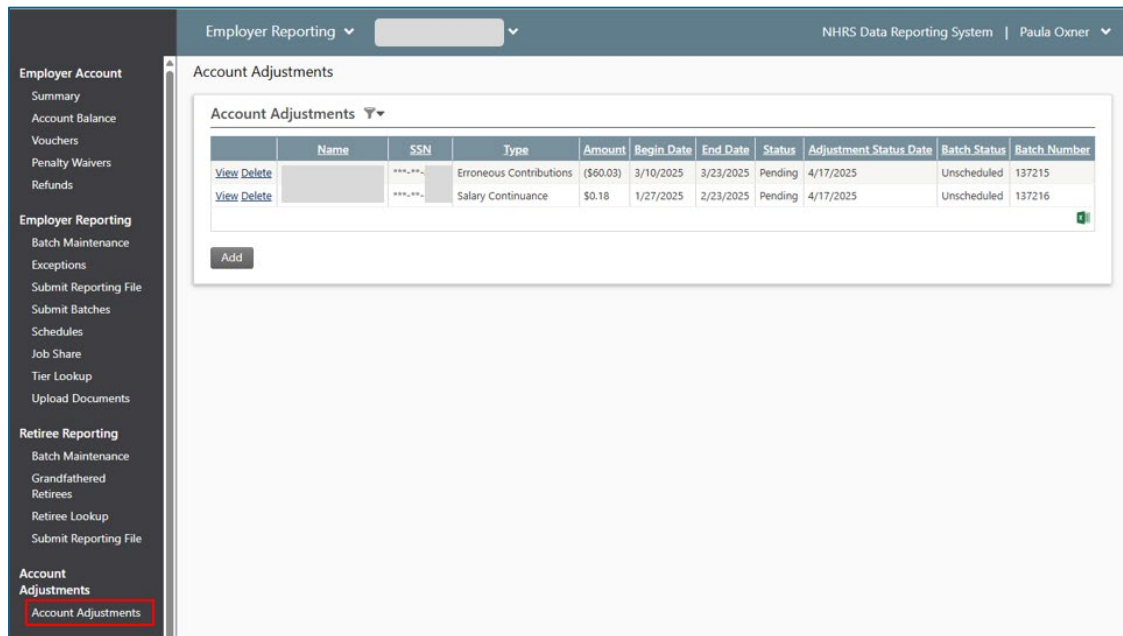 Employer Reporting
NHRS Data Reporting System | Paula Oxner
Employer Account
Summary
Account Balance
Vouchers
Penalty Waivers
Refunds
Employer Reporting
Batch Maintenance
Exceptions
Submit Reporting File
Submit Batches
Schedules
Job Share
Tier Lookup
Upload Documents
Retiree Reporting
Batch Maintenance
Grandfathered
Retirees
Retiree Lookup
Submit Reporting File
Account
Adjustments
Account Adjustments
Account Adjustments
Account Adjustments
Name SSN Type Amount Begin Date End Date Status Adjustment Status Date Batch Status Batch Number
View Delete ***-**- Erroneous Contributions ($60.03) 3/10/2025 3/23/2025 Pending 4/17/2025 Unscheduled 137215
View Delete ***-**- Salary Continuance $0.18 1/27/2025 2/23/2025 Pending 4/17/2025 Unscheduled 137216
Add